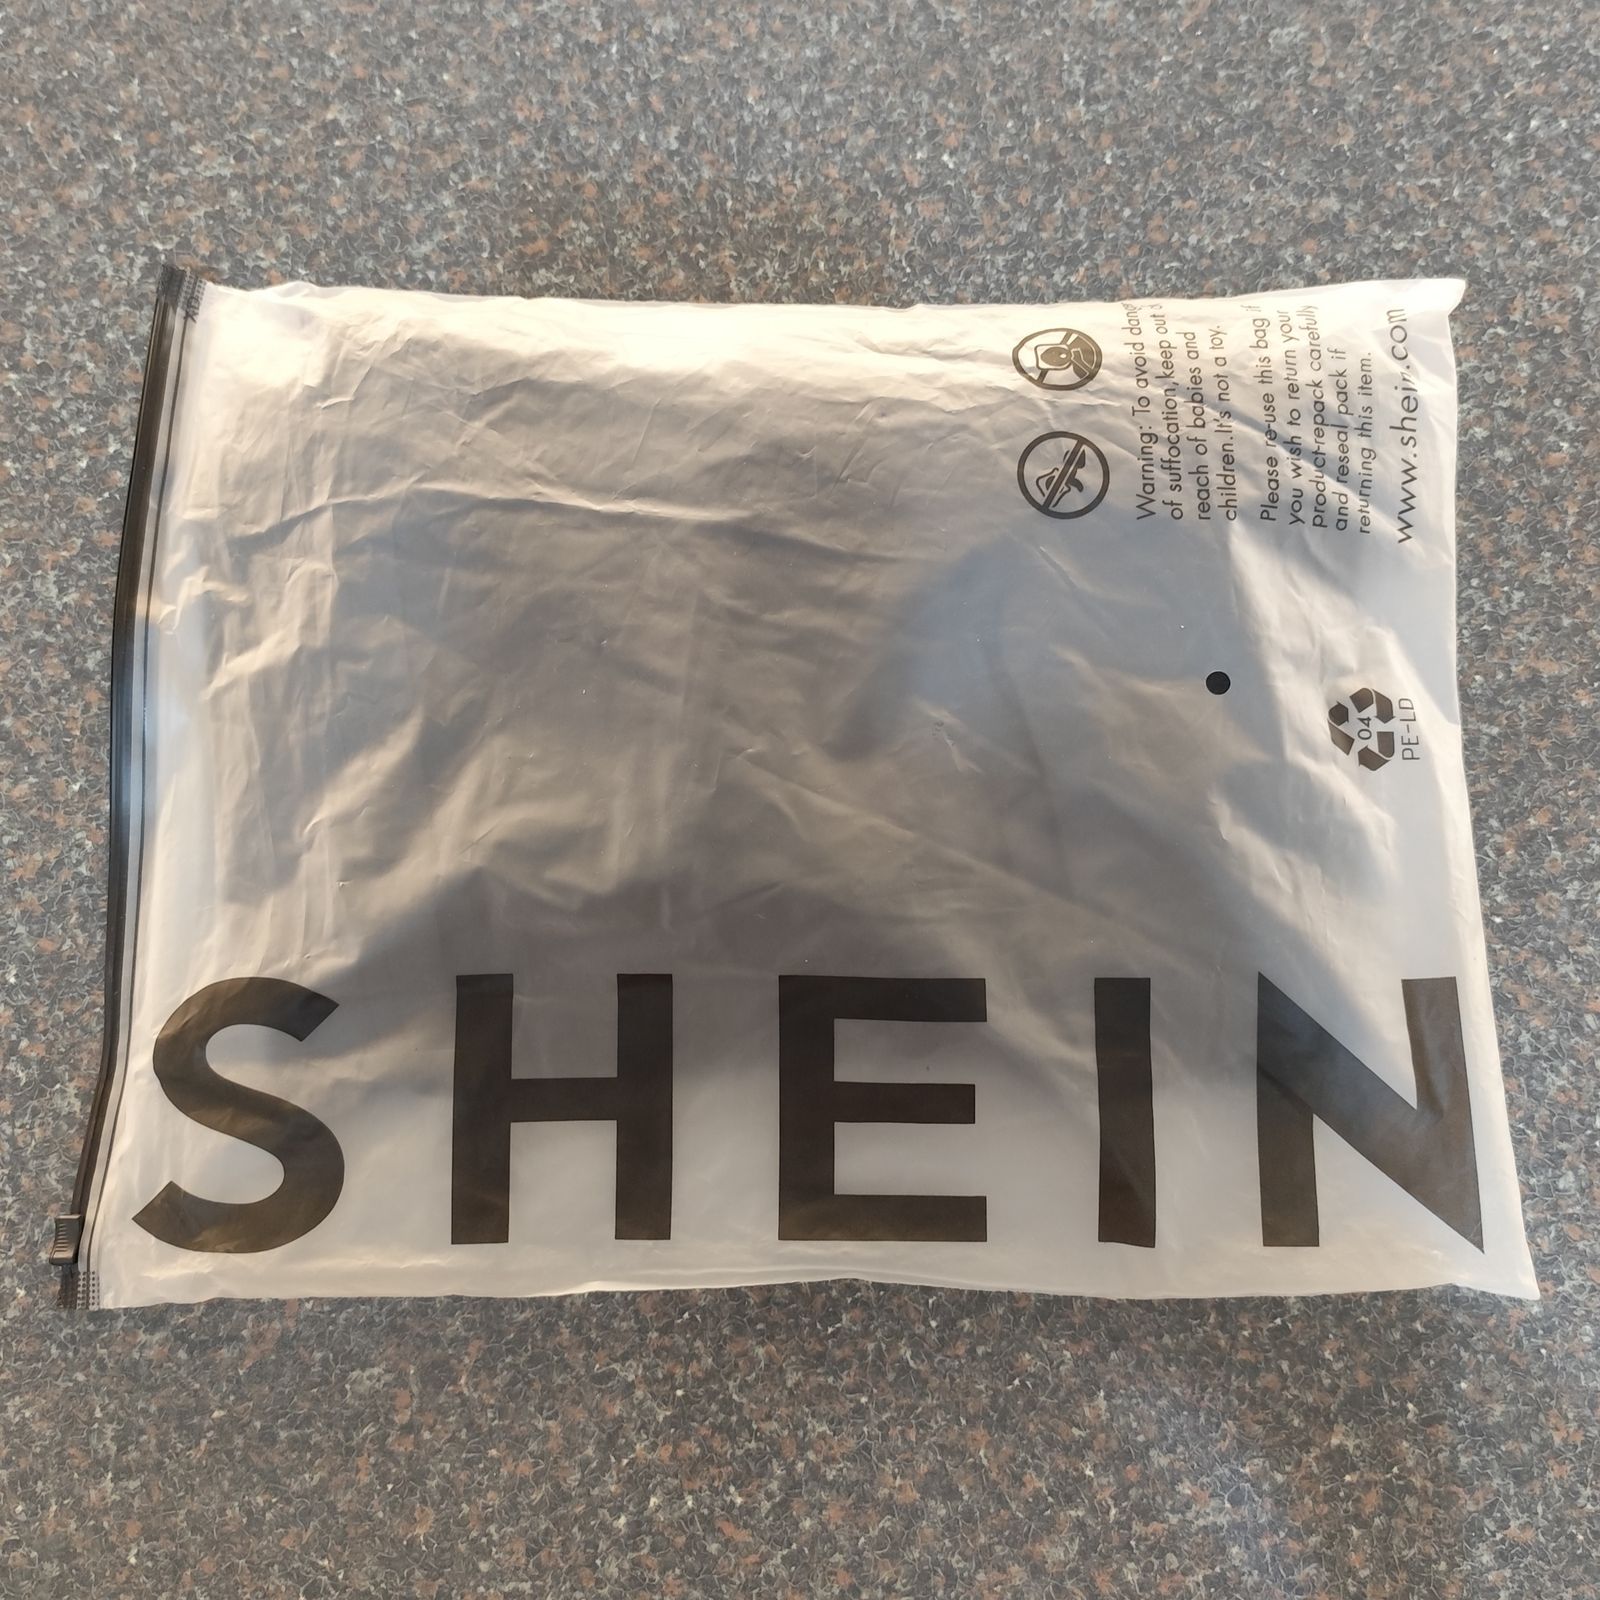 SHEIN
Warning: To avoid
of suffocation,keep out
reach of babies and
children.It's not a toy.
Please re-use this bag if
you wish to return your
product-repack carefully
and reseal pack if
returning this item.
www.shein.com
04
PE-LD